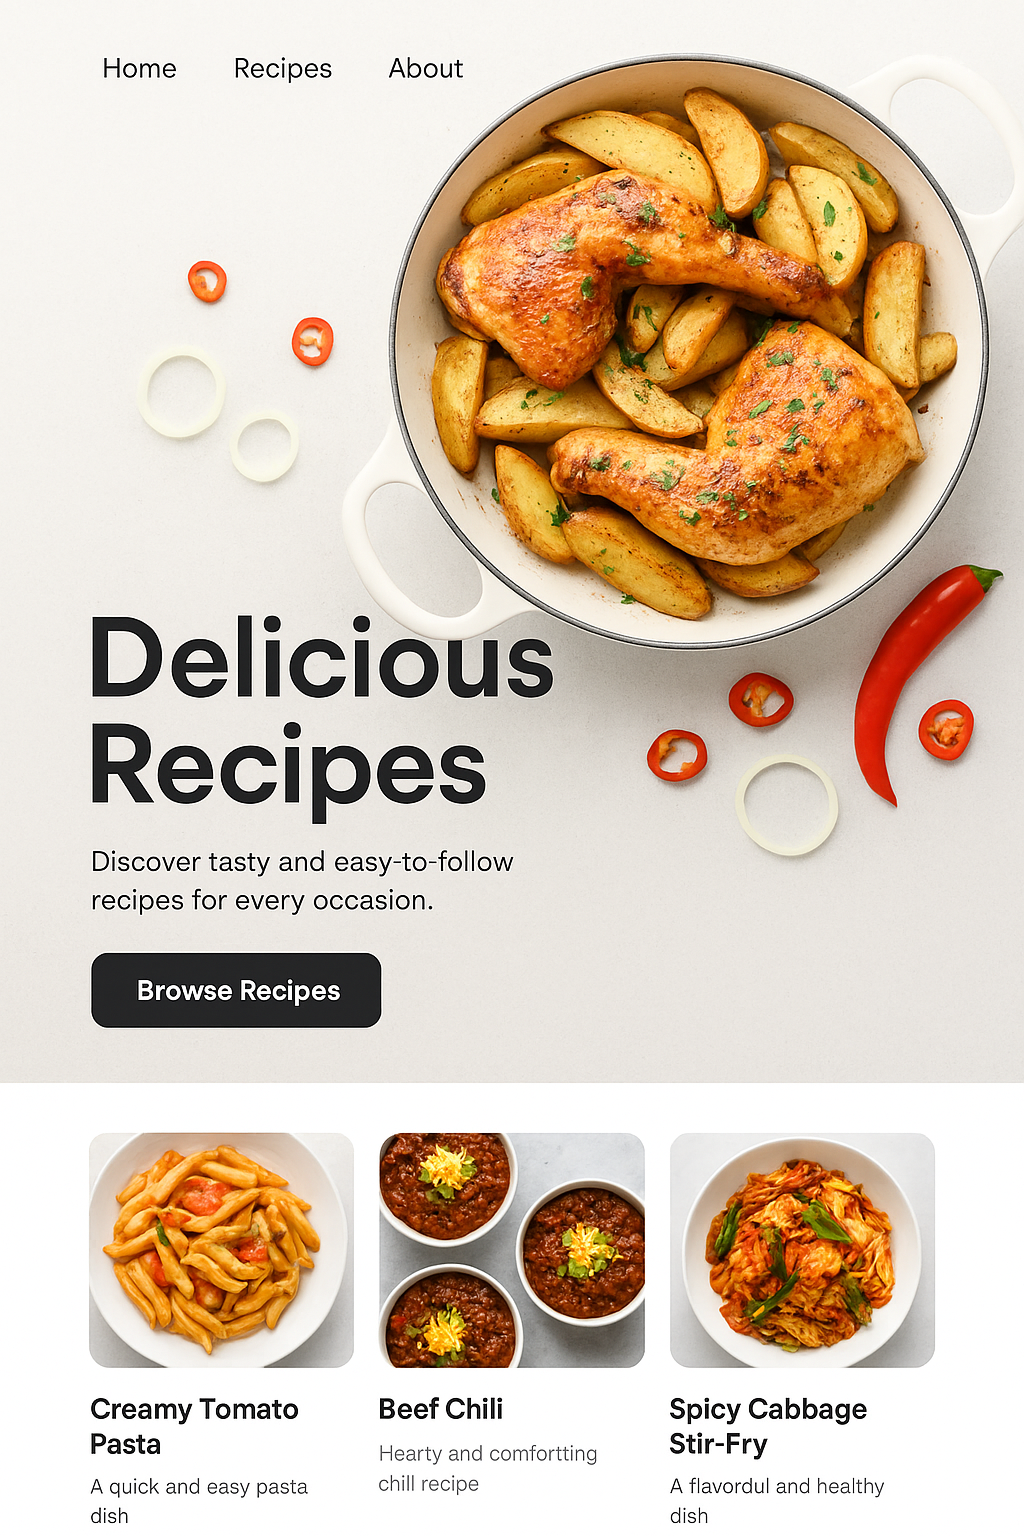 Home Recipes About
Delicious
Recipes
Discover tasty and easy-to-follow
recipes for every occasion.
Browse Recipes
Creamy Tomato
Pasta
A quick and easy pasta
dish
Beef Chili
Hearty and comfortting
chill recipe
Spicy Cabbage
Stir-Fry
A flavordul and healthy
dish